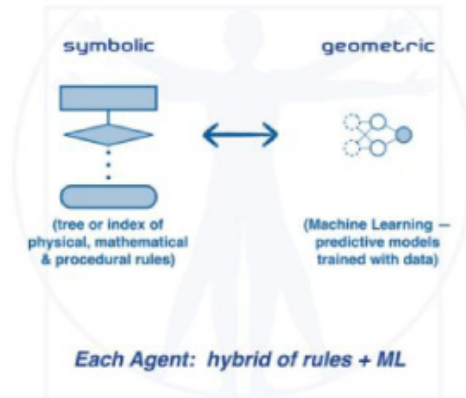 symbolic
geometric
(tree or index of
physical, mathematical
& procedural rules)
(Machine Learning —
predictive models
trained with data)
Each Agent: hybrid of rules + ML